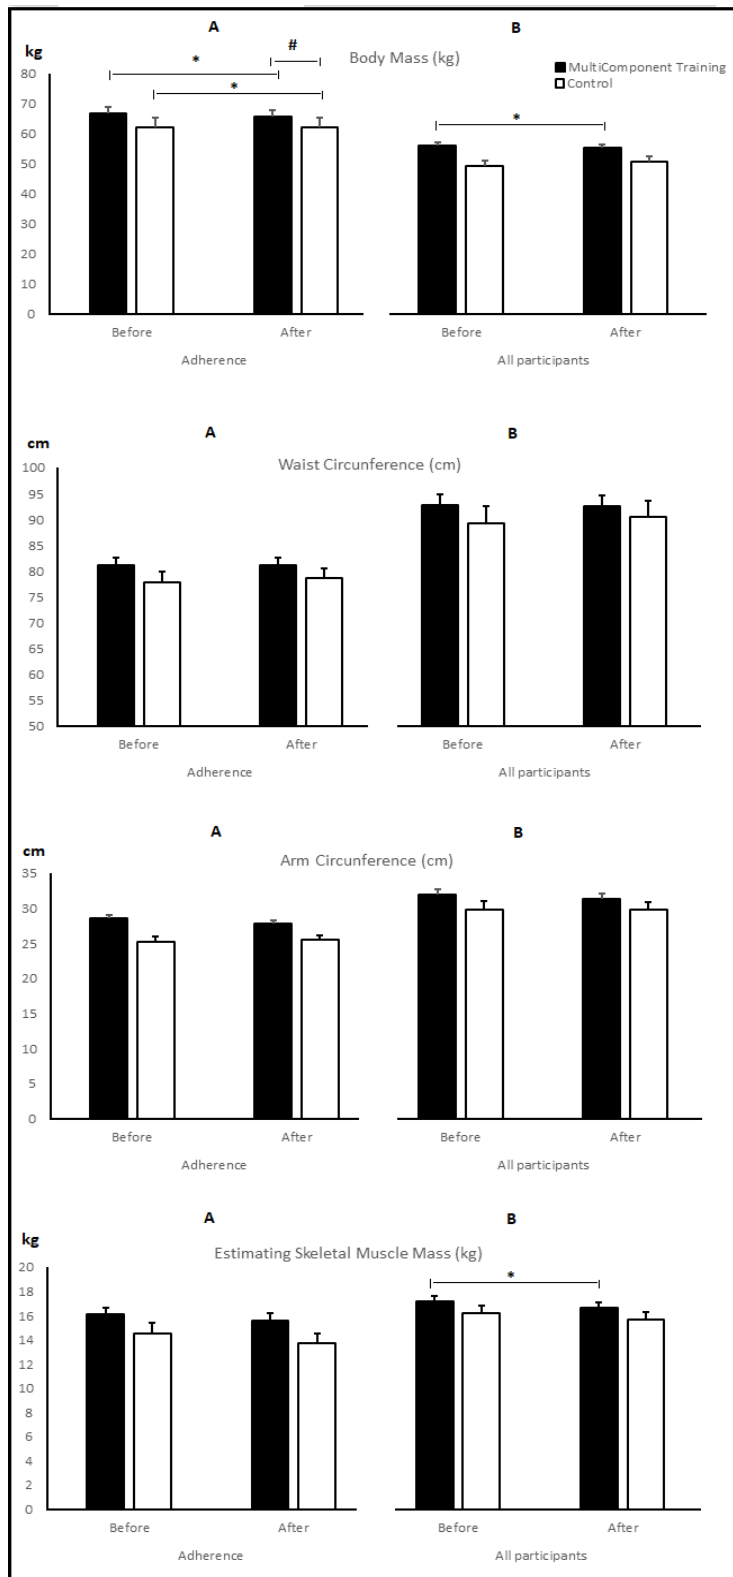 A B
kg Body Mass (kg)
* # 
MultiComponent Training
Control
* *
80
70
60
50
40
30
20
10
0
Before After Before After
Adherence All participants
A B
cm
Waist Circunference (cm)
100
95
90
85
80
75
70
65
60
55
50
Before After Before After
Adherence All participants
A B
cm
Arm Circunference (cm)
35
30
25
20
15
10
5
0
Before After Before After
Adherence All participants
A B
kg
Estimating Skeletal Muscle Mass (kg)
*
20
18
16
14
12
10
8
6
4
2
0
Before After Before After
Adherence All participants